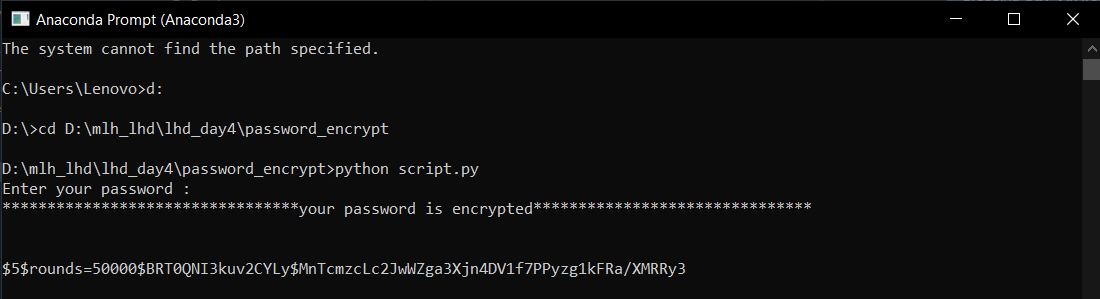 Anaconda Prompt (Anaconda3)
The system cannot find the path specified.
C:\Users\Lenovo>d:
D:\>cd D:\mlh_lhd\lhd_day4\password_encrypt
D:\mlh_lhd\lhd_day4\password_encrypt>python script.py
Enter your password :
*********************************your password is encrypted*******************************
$5$rounds=50000$BRT0QNI3kuv2CYLy$MnTcmzcLc2JwWZga3Xjn4DV1f7PPyzg1kFRa/XMRRy3